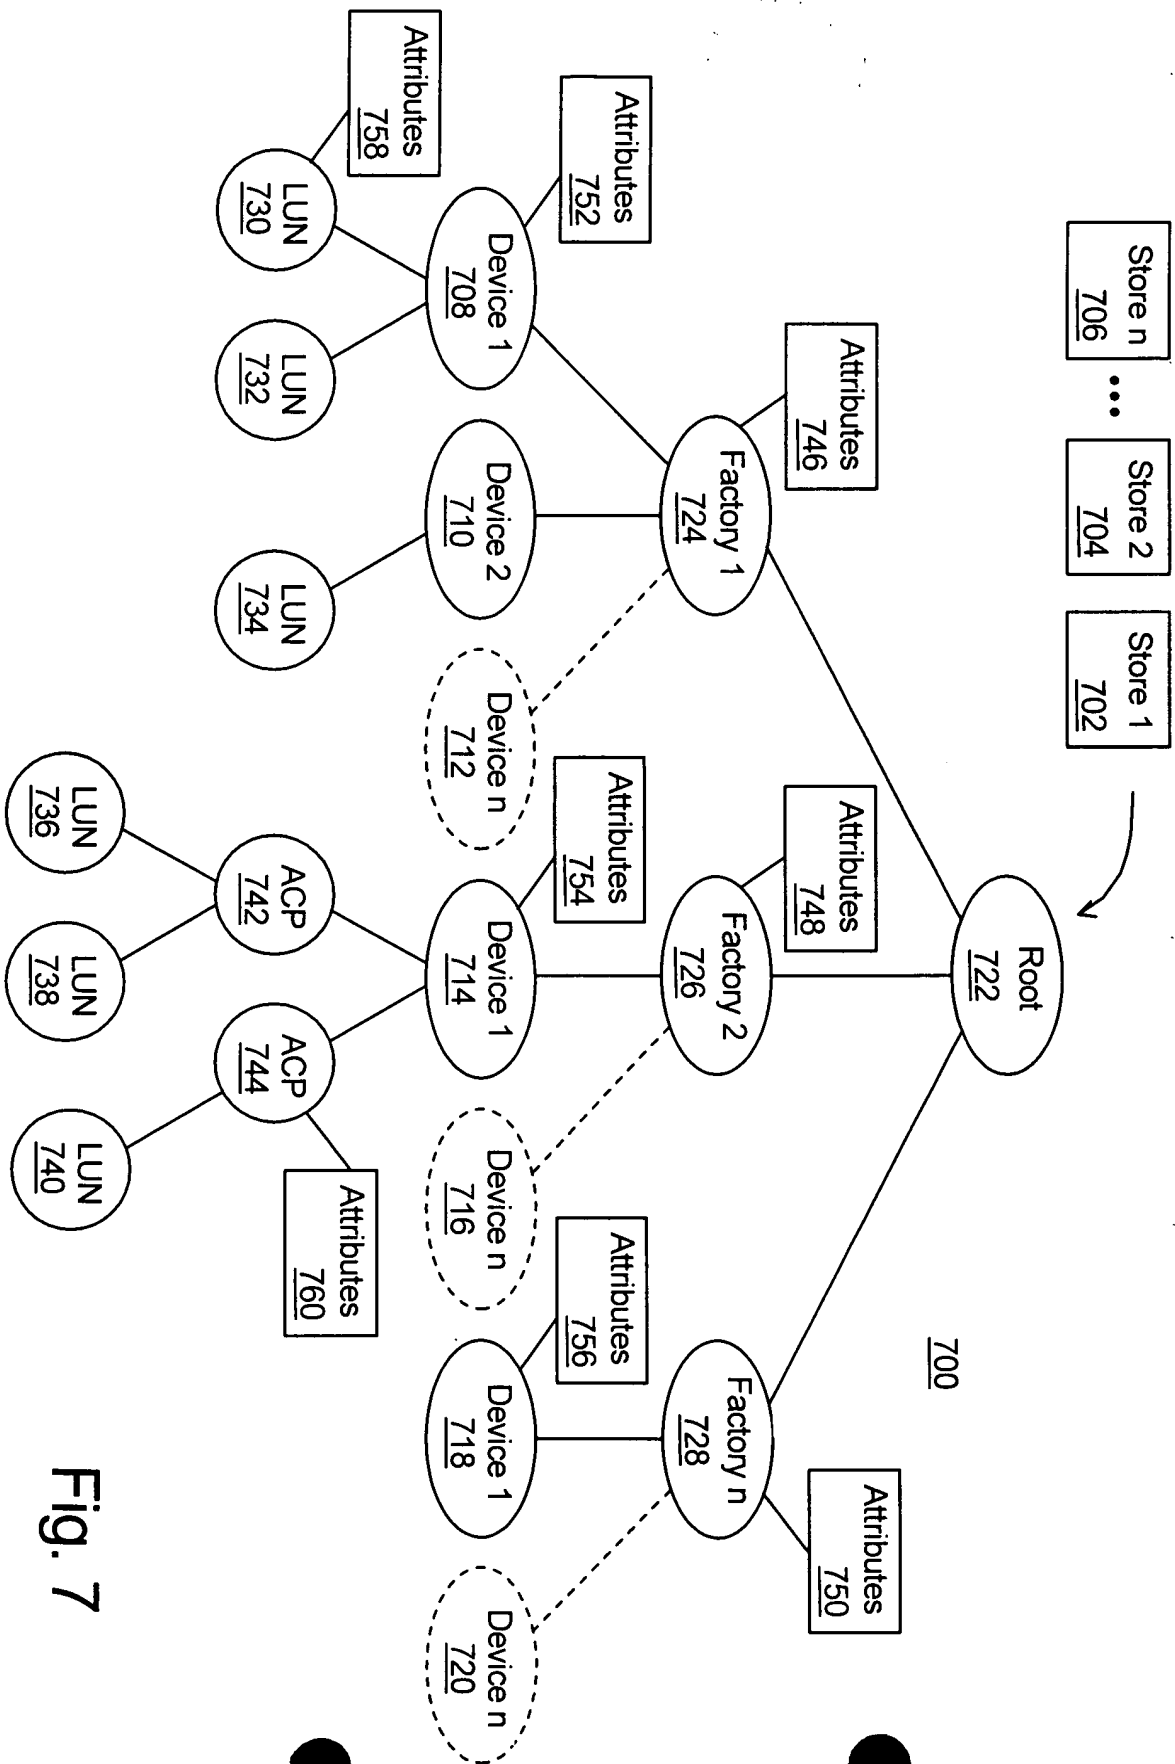 Store n
706
...
Store 2
704
Store 1
702
Root
722
700
Attributes
746
Attributes
748
Attributes
750
Factory 1
724
Factory 2
726
Factory n
728
Attributes
752
Attributes
754
Attributes
756
Device 1
708
Device 2
710
Device n
712
Device 1
714
Device n
716
Device 1
718
Device n
720
Attributes
758
LUN
730
LUN
732
LUN
734
ACP
742
ACP
744
Attributes
760
LUN
736
LUN
738
LUN
740
Fig. 7